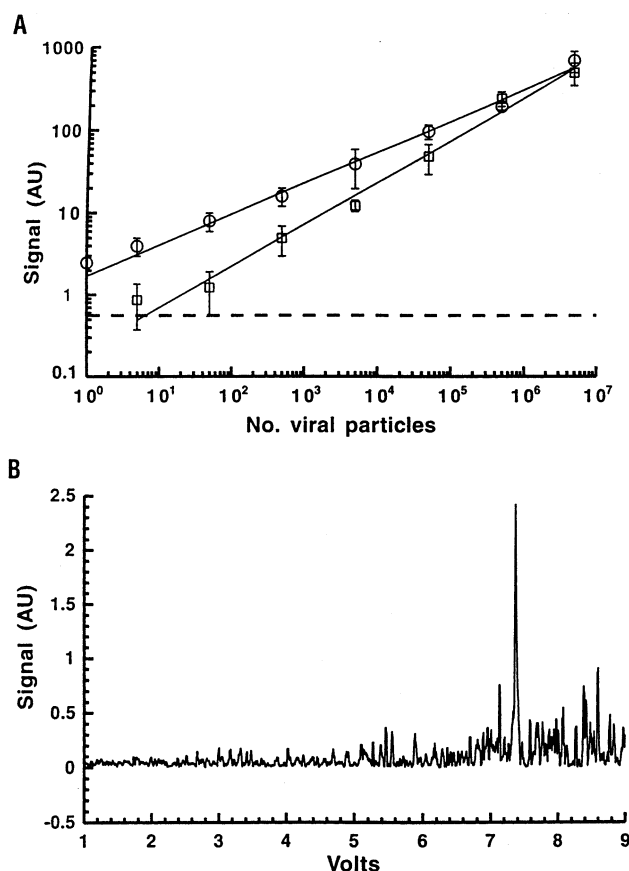 A
1000
100
10
1
0.1
Signal (AU)
10⁰ 10¹ 10² 10³ 10⁴ 10⁵ 10⁶ 10⁷
No. viral particles
B
2.5
2
1.5
1
0.5
0
-0.5
Signal (AU)
1 2 3 4 5 6 7 8 9
Volts